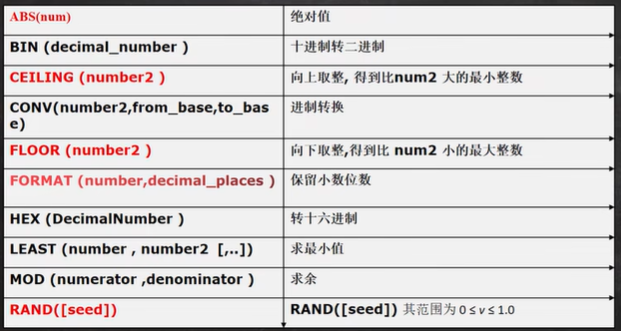 ABS(num) 绝对值
BIN (decimal_number ) 十进制转二进制
CEILING (number2 ) 向上取整, 得到比num2 大的最小整数
CONV(number2,from_base,to_bas 进制转换
e)
FLOOR (number2 ) 向下取整,得到比 num2 小的最大整数
FORMAT (number,decimal_places ) 保留小数位数
HEX (DecimalNumber ) 转十六进制
LEAST (number , number2 [,..]) 求最小值
MOD (numerator ,denominator ) 求余
RAND([seed]) RAND([seed]) 其范围为 0 ≤ v ≤ 1.0